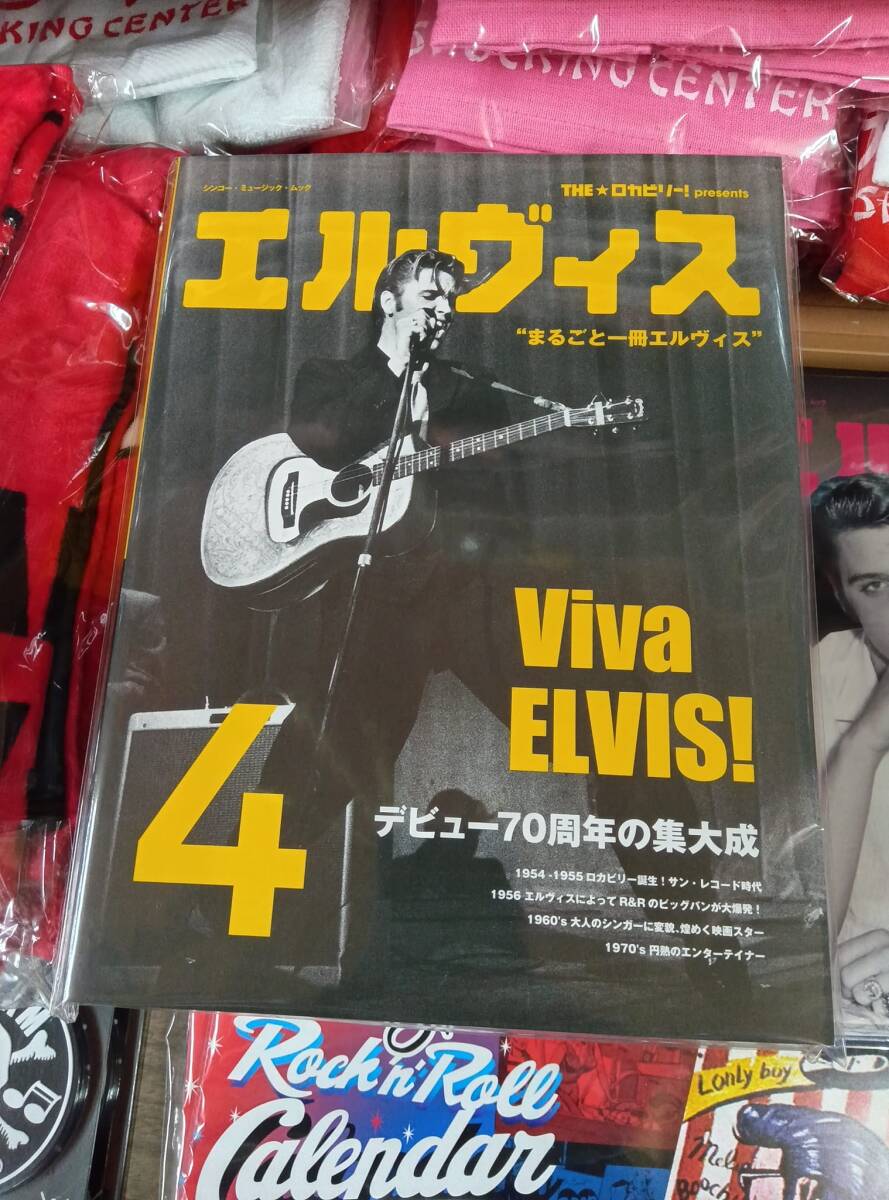 KING CENTER
SHOCKING CENTER
シンコー・ミュージック・ムック
THE★ロカビリー! presents
エルヴィス
“まるごと一冊エルヴィス”
Viva
ELVIS!
4
デビュー70周年の集大成
1954-1955 ロカビリー誕生！サン・レコード時代
1956 エルヴィスによって R&R のビッグバンが大爆発！
1960's 大人のシンガーに変貌、煌めく映画スター
1970's 円熟のエンターテイナー
Rock n' Roll
Calendar
Lonly boy